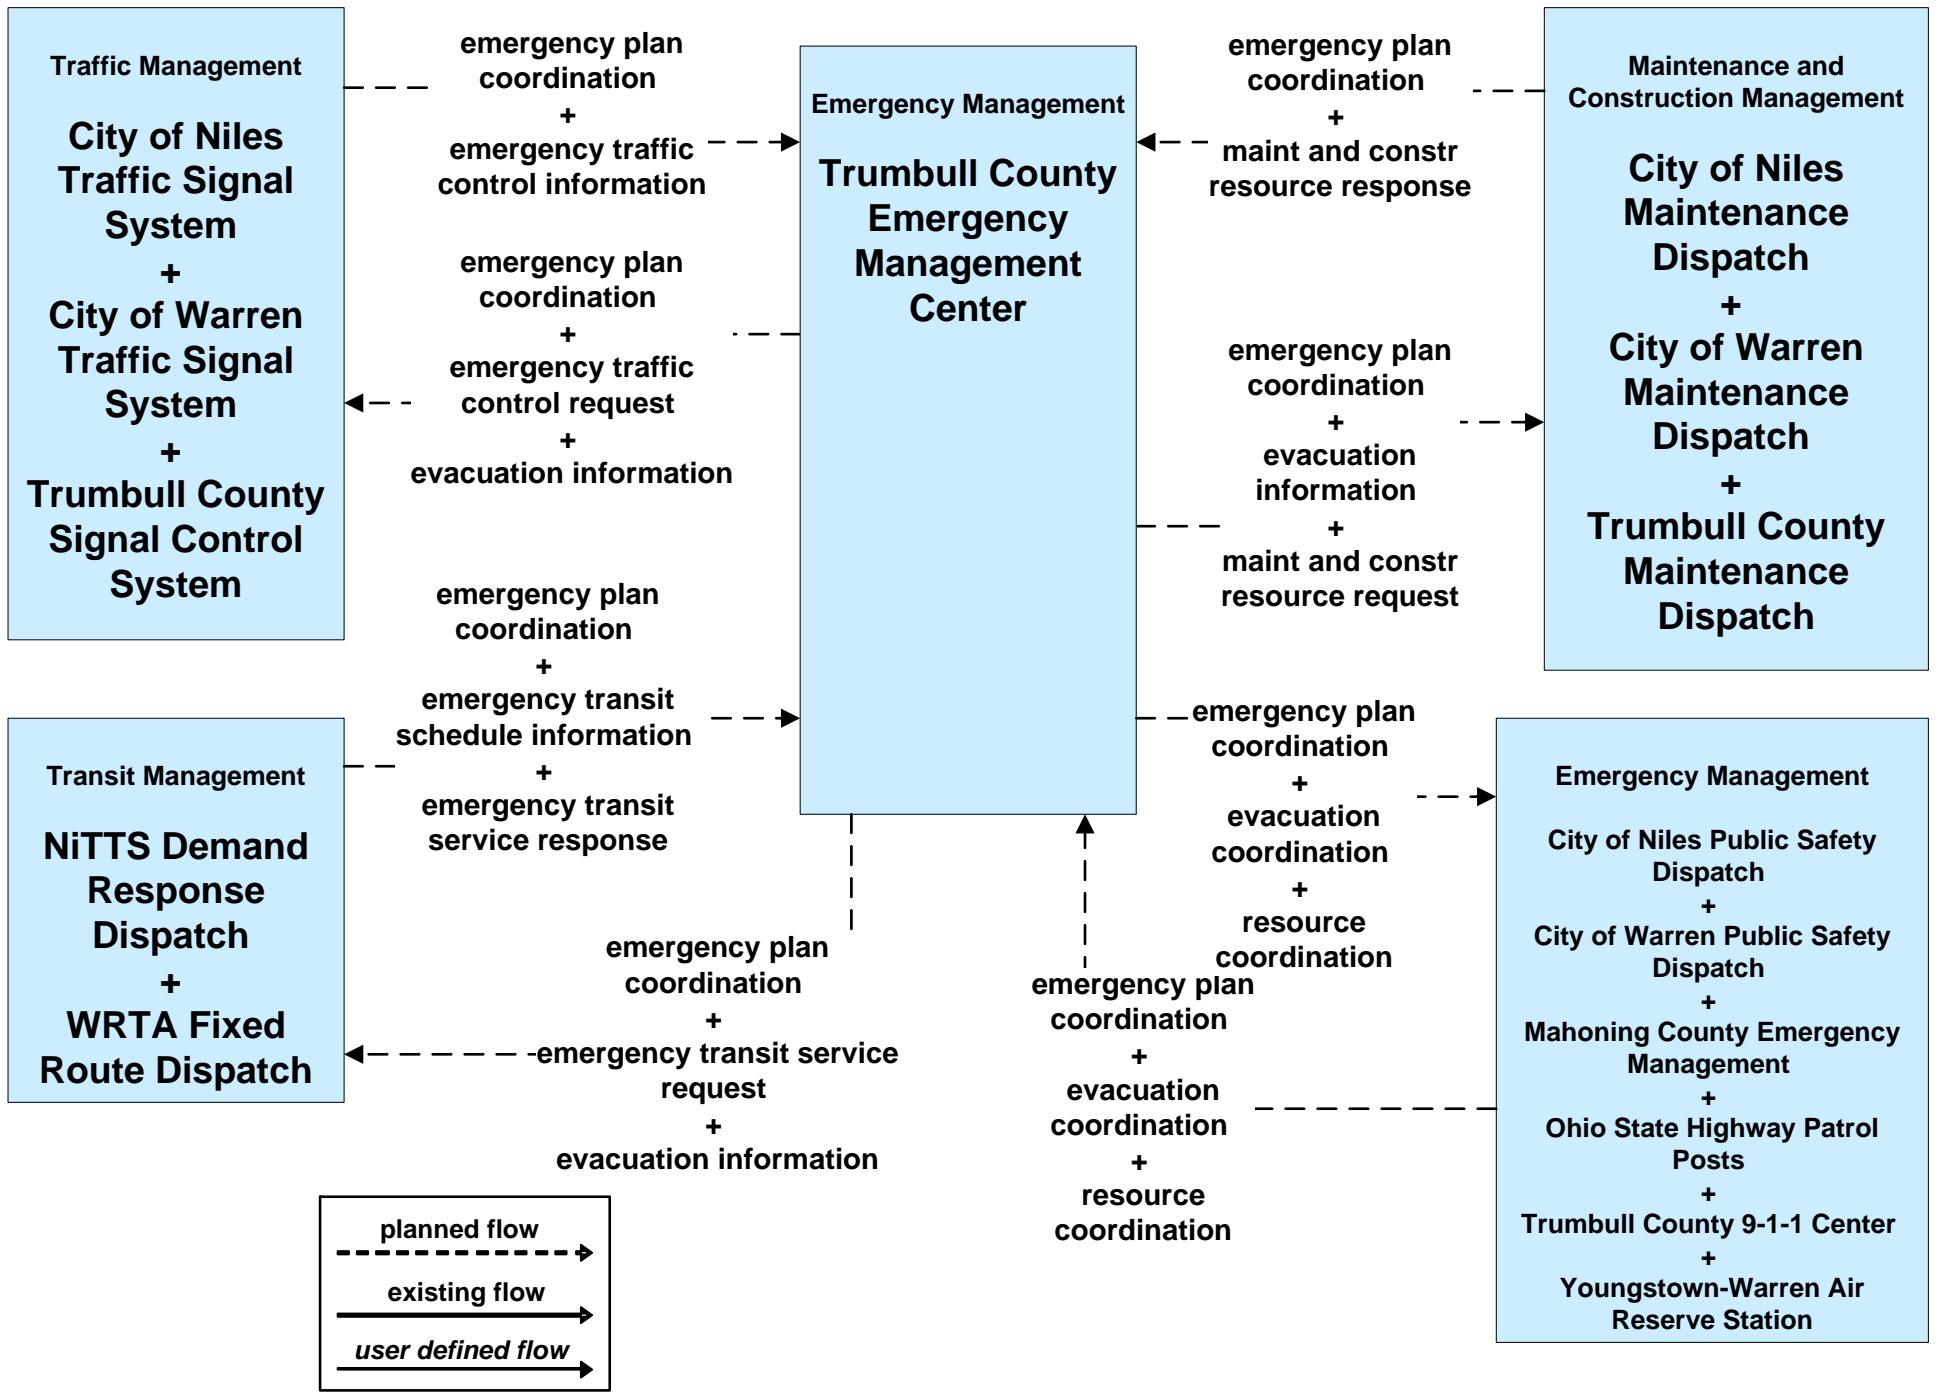 Traffic Management
City of Niles
Traffic Signal
System
+
City of Warren
Traffic Signal
System
+
Trumbull County
Signal Control
System
emergency plan
coordination
+
emergency traffic
control information
emergency plan
coordination
+
emergency traffic
control request
+
evacuation information
Emergency Management
Trumbull County
Emergency
Management
Center
emergency plan
coordination
+
maint and constr
resource response
emergency plan
coordination
+
evacuation
information
+
maint and constr
resource request
Maintenance and
Construction Management
City of Niles
Maintenance
Dispatch
+
City of Warren
Maintenance
Dispatch
+
Trumbull County
Maintenance
Dispatch
Transit Management
NiTTS Demand
Response
Dispatch
+
WRTA Fixed
Route Dispatch
emergency plan
coordination
+
emergency transit
schedule information
+
emergency transit
service response
emergency plan
coordination
+
emergency transit service
request
+
evacuation information
emergency plan
coordination
+
evacuation
coordination
+
resource
coordination
emergency plan
coordination
+
evacuation
coordination
+
resource
coordination
Emergency Management
City of Niles Public Safety
Dispatch
+
City of Warren Public Safety
Dispatch
+
Mahoning County Emergency
Management
+
Ohio State Highway Patrol
Posts
+
Trumbull County 9-1-1 Center
+
Youngstown-Warren Air
Reserve Station
planned flow
existing flow
user defined flow